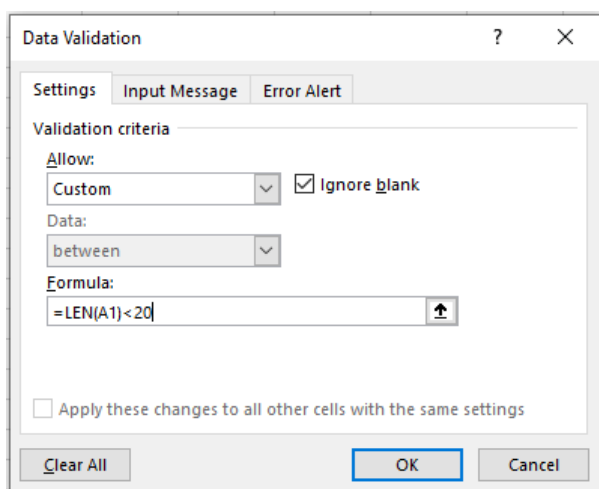 Data Validation ?
Settings Input Message Error Alert
Validation criteria
Allow:
Custom Ignore blank
Data:
between
Formula:
=LEN(A1)<20
Apply these changes to all other cells with the same settings
Clear All OK Cancel